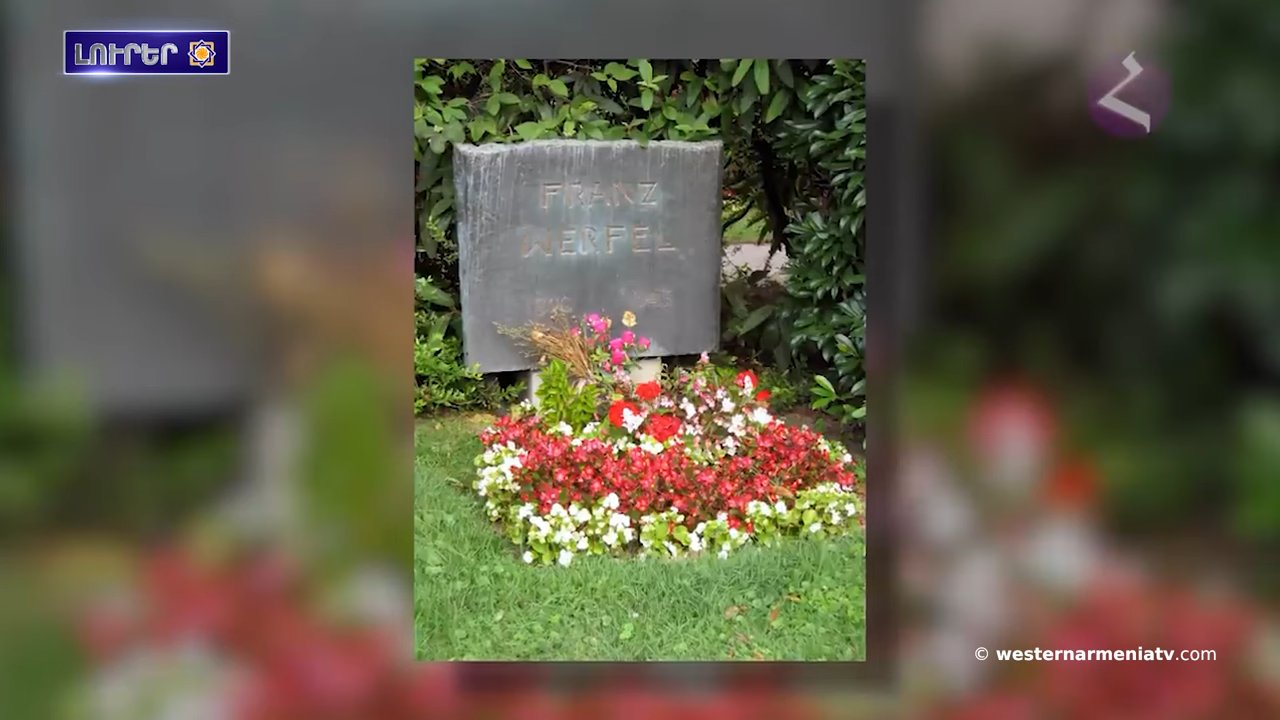 ԼՈՒՐԵՐ
Հ
FRANZ
WERFEL
© westernarmeniatv.com